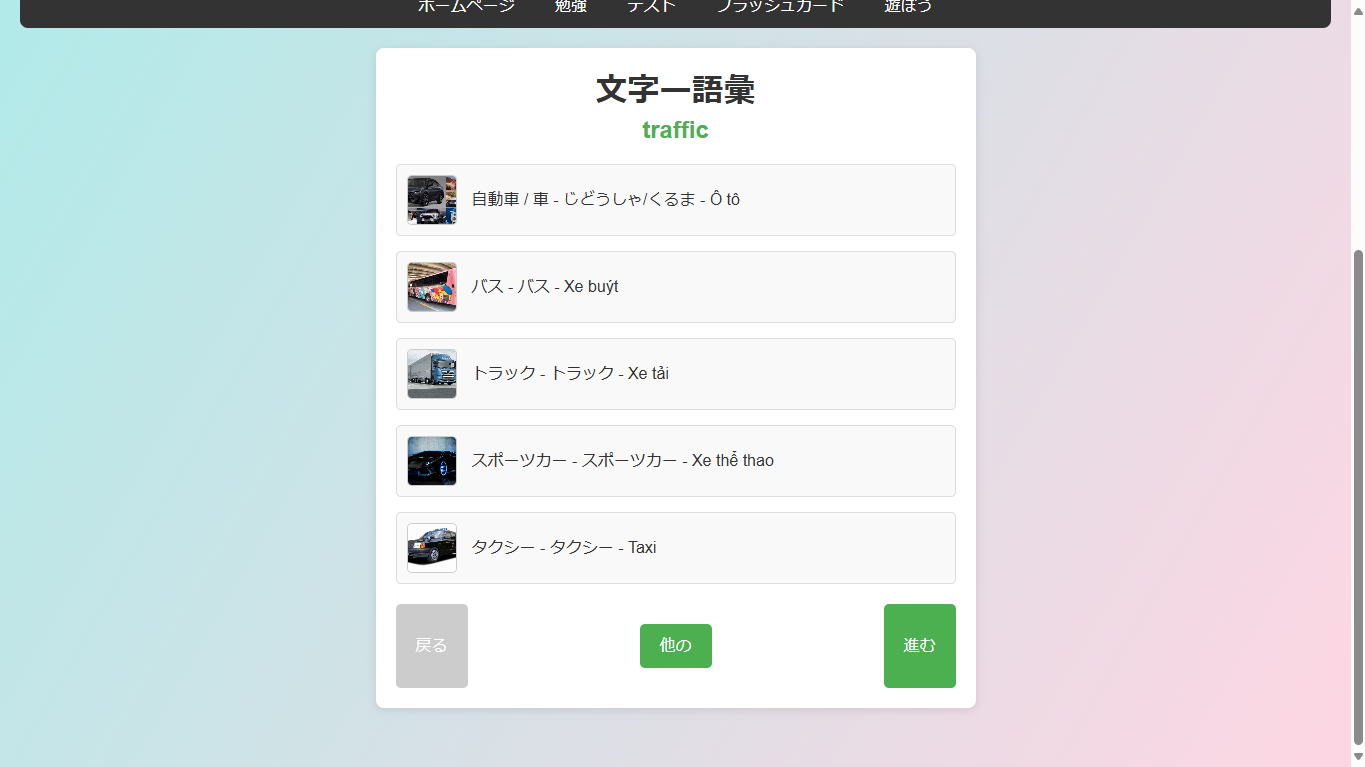 ホームページ 勉強 テスト フラッシュカード 遊ぼう
文字ー語彙
traffic
自動車 / 車 - じどうしゃ/くるま - Ô tô
バス - バス - Xe buýt
トラック - トラック - Xe tải
スポーツカー - スポーツカー - Xe thể thao
タクシー - タクシー - Taxi
戻る 他の 進む